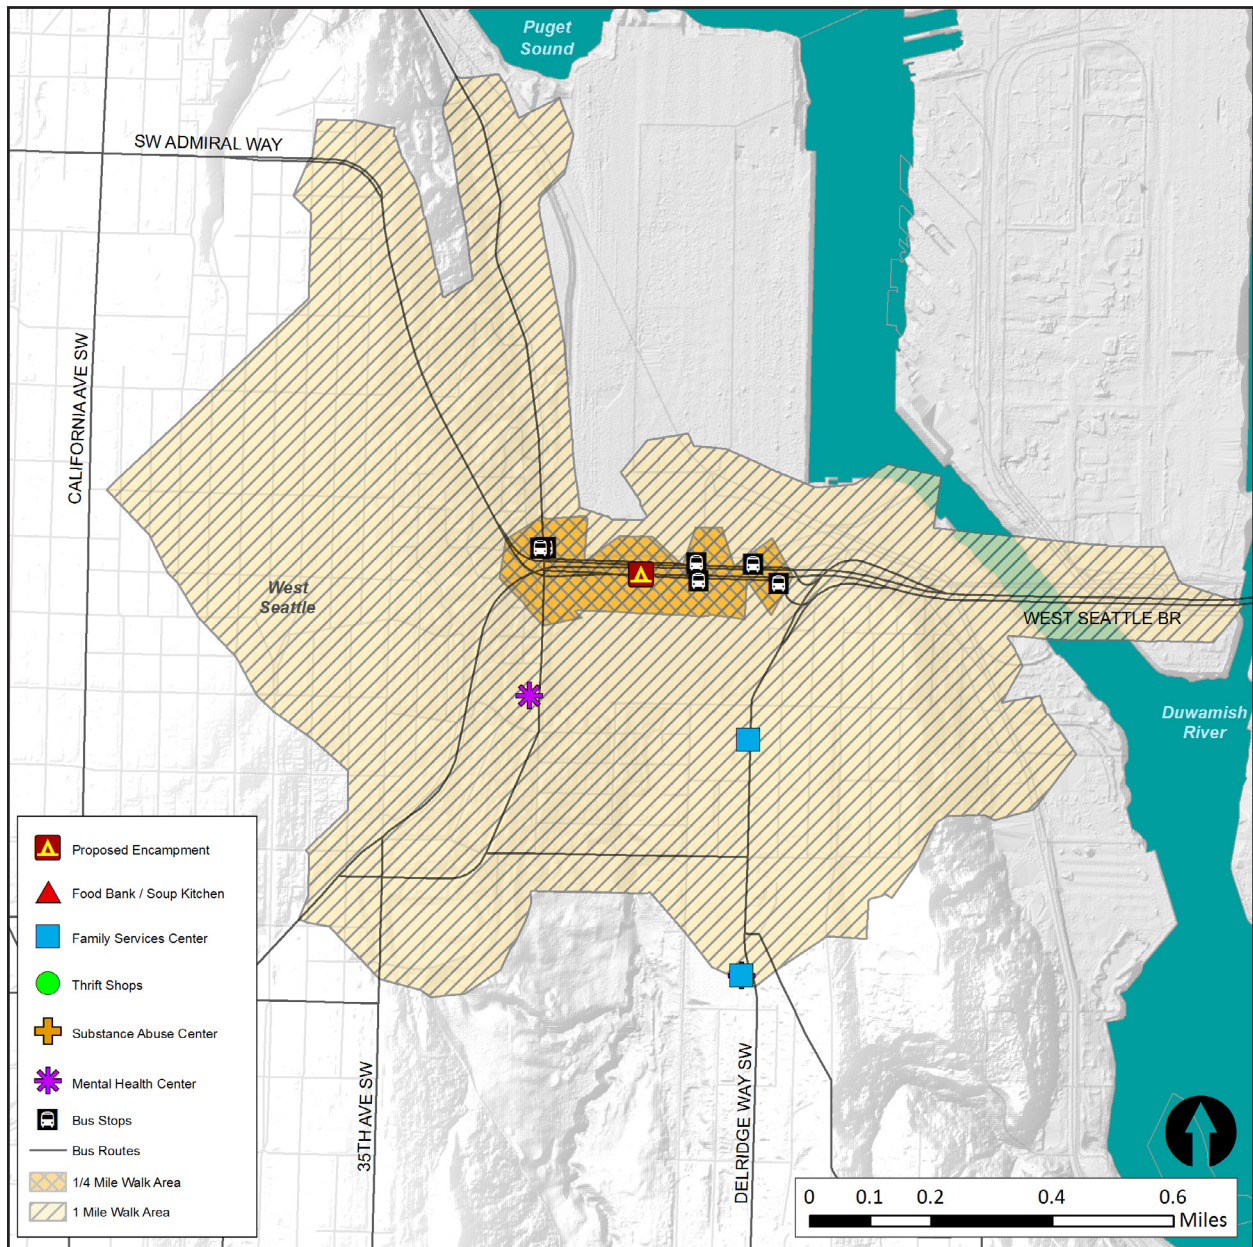 Puget
Sound
SW ADMIRAL WAY
CALIFORNIA AVE SW
West
Seattle
WEST SEATTLE BR
Duwamish
River
Proposed Encampment
Food Bank / Soup Kitchen
Family Services Center
Thrift Shops
Substance Abuse Center
Mental Health Center
Bus Stops
Bus Routes
1/4 Mile Walk Area
1 Mile Walk Area
35TH AVE SW
DELRIDGE WAY SW
0 0.1 0.2 0.4 0.6
Miles